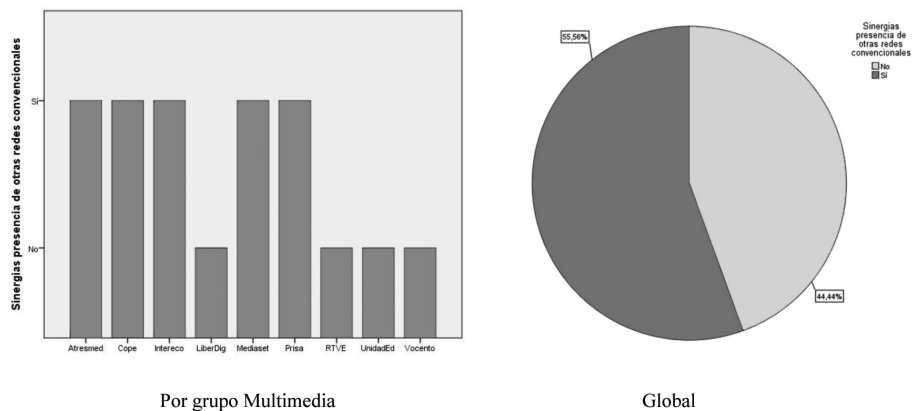 Sinergias presencia de otras redes convencionales
Sí
No
Atresmed
Cope
Intereco
LiberDig
Mediaset
Prisa
RTVE
UnidadEd
Vocento
Por grupo Multimedia
55,56%
44,44%
Sinergias
presencia de
otras redes
convencionales
No
Sí
Global